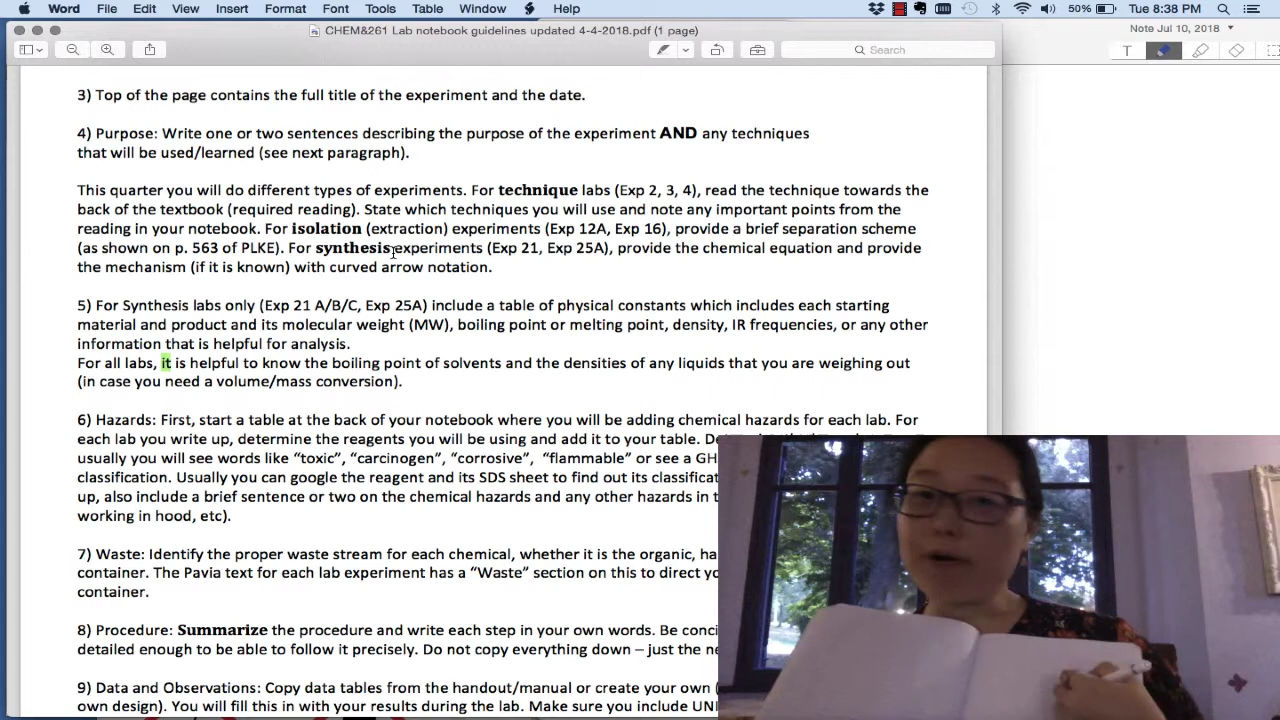 Word File Edit View Insert Format Font Tools Table Window Help 50% Tue 8:38 PM
CHEM&261 Lab notebook guidelines updated 4-4-2018.pdf (1 page)
Note Jul 10, 2018
Search
T
3) Top of the page contains the full title of the experiment and the date.
4) Purpose: Write one or two sentences describing the purpose of the experiment AND any techniques
that will be used/learned (see next paragraph).
This quarter you will do different types of experiments. For technique labs (Exp 2, 3, 4), read the technique towards the
back of the textbook (required reading). State which techniques you will use and note any important points from the
reading in your notebook. For isolation (extraction) experiments (Exp 12A, Exp 16), provide a brief separation scheme
(as shown on p. 563 of PLKE). For synthesis experiments (Exp 21, Exp 25A), provide the chemical equation and provide
the mechanism (if it is known) with curved arrow notation.
5) For Synthesis labs only (Exp 21 A/B/C, Exp 25A) include a table of physical constants which includes each starting
material and product and its molecular weight (MW), boiling point or melting point, density, IR frequencies, or any other
information that is helpful for analysis.
For all labs, it is helpful to know the boiling point of solvents and the densities of any liquids that you are weighing out
(in case you need a volume/mass conversion).
6) Hazards: First, start a table at the back of your notebook where you will be adding chemical hazards for each lab. For
each lab you write up, determine the reagents you will be using and add it to your table.
usually you will see words like “toxic”, “carcinogen”, “corrosive”, “flammable” or see a GH
classification. Usually you can google the reagent and its SDS sheet to find out its classificat
up, also include a brief sentence or two on the chemical hazards and any other hazards in t
working in hood, etc).
7) Waste: Identify the proper waste stream for each chemical, whether it is the organic, ha
container. The Pavia text for each lab experiment has a “Waste” section on this to direct yo
container.
8) Procedure: Summarize the procedure and write each step in your own words. Be conci
detailed enough to be able to follow it precisely. Do not copy everything down – just the ne
9) Data and Observations: Copy data tables from the handout/manual or create your own (
own design). You will fill this in with your results during the lab. Make sure you include UNI